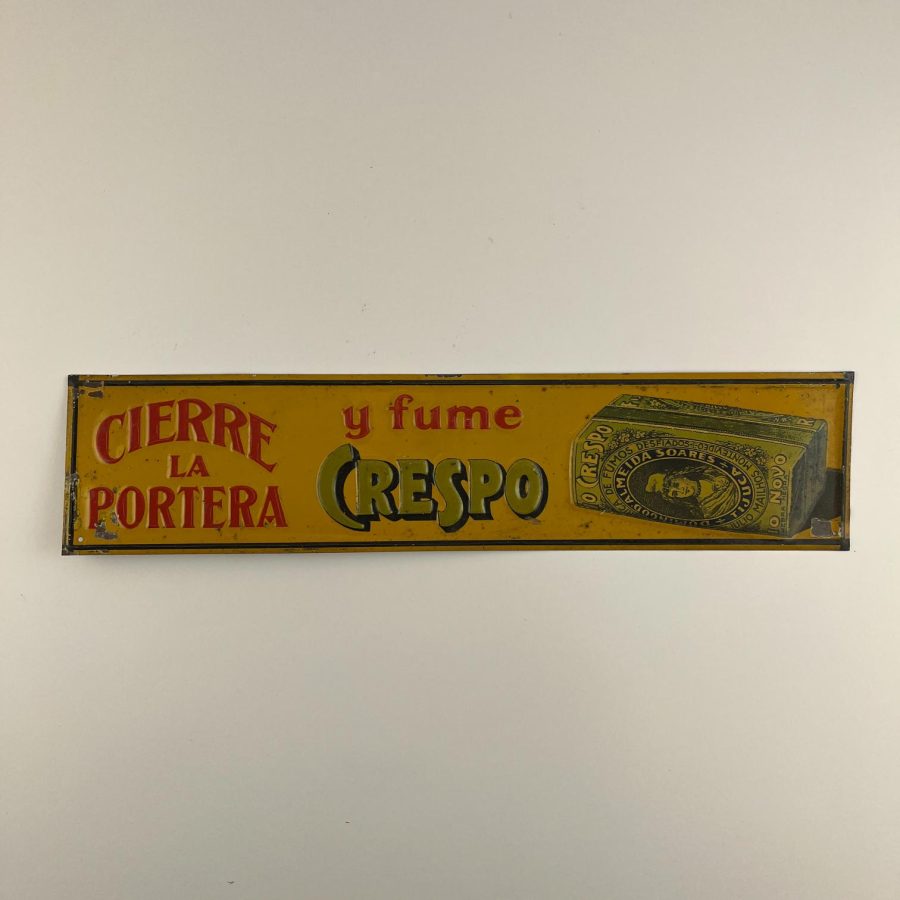 CIERRE
LA
PORTERA
y fume
CRESPO
O CRESPO
DE FUMOS DESFIADOS
ALMEIDA SOARES
O NOVO